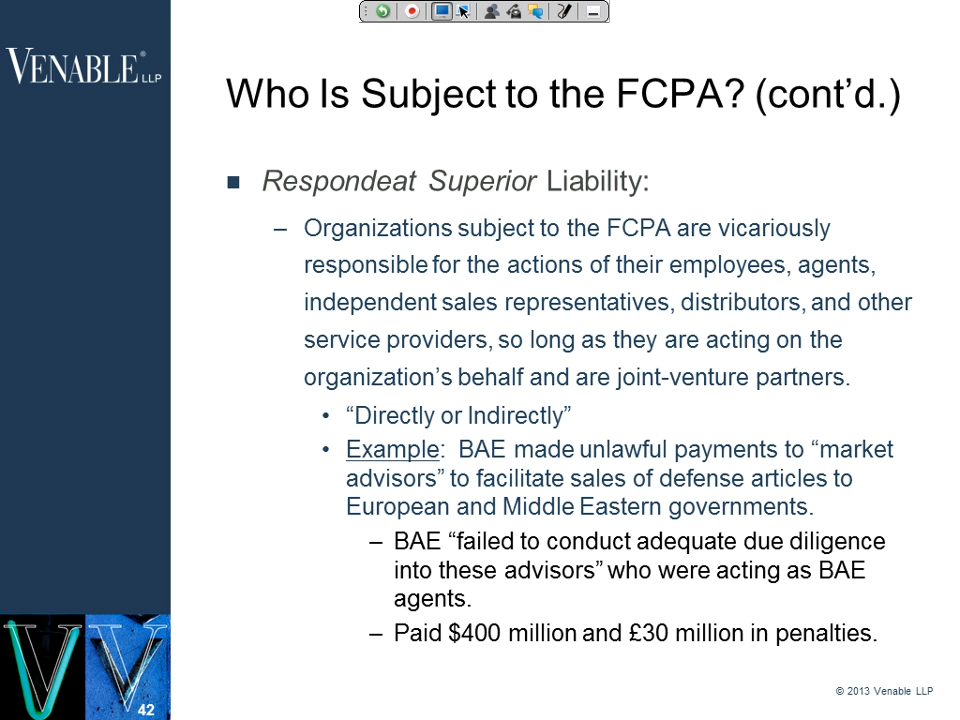 VENABLE® LLP
Who Is Subject to the FCPA? (cont’d.)
■ Respondeat Superior Liability:
– Organizations subject to the FCPA are vicariously
responsible for the actions of their employees, agents,
independent sales representatives, distributors, and other
service providers, so long as they are acting on the
organization’s behalf and are joint-venture partners.
• “Directly or Indirectly”
• Example: BAE made unlawful payments to “market
advisors” to facilitate sales of defense articles to
European and Middle Eastern governments.
– BAE “failed to conduct adequate due diligence
into these advisors” who were acting as BAE
agents.
– Paid $400 million and £30 million in penalties.
V V
42
© 2013 Venable LLP